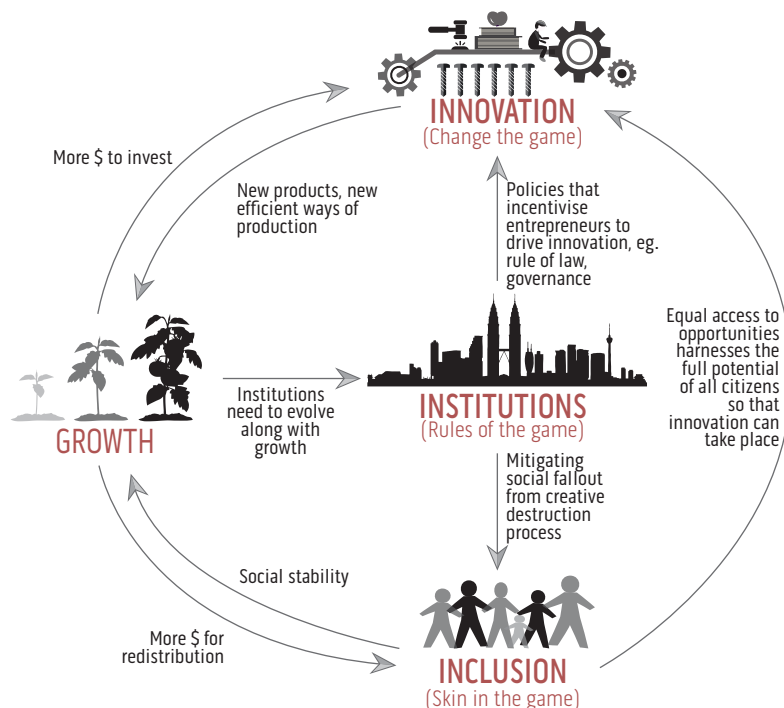 INNOVATION
(Change the game)
More $ to invest
New products, new
efficient ways of
production
Policies that
incentivise
entrepreneurs to
drive innovation, eg.
rule of law,
governance
Equal access to
opportunities
harnesses the
full potential
of all citizens
so that
innovation can
take place
GROWTH
Institutions
need to evolve
along with
growth
INSTITUTIONS
(Rules of the game)
Mitigating
social fallout
from creative
destruction
process
Social stability
More $ for
redistribution
INCLUSION
(Skin in the game)